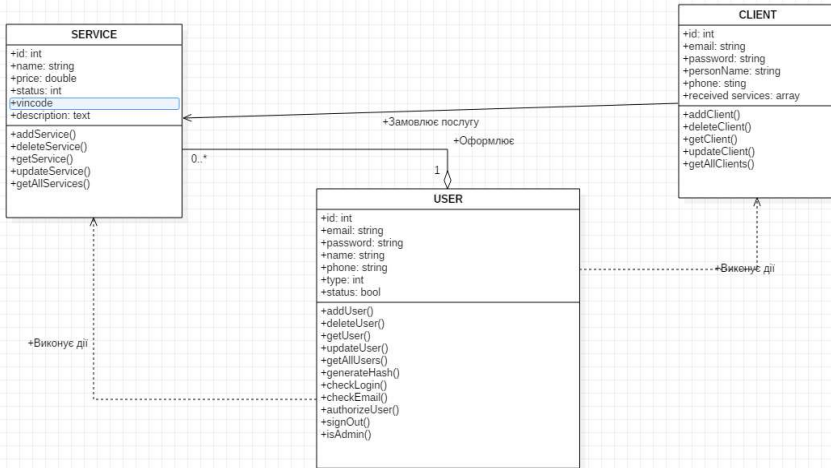 SERVICE
+id: int
+name: string
+price: double
+status: int
+vincode
+description: text
+addService()
+deleteService()
+getService()
+updateService()
+getAllServices()
CLIENT
+id: int
+email: string
+password: string
+personName: string
+phone: sting
+received services: array
+addClient()
+deleteClient()
+getClient()
+updateClient()
+getAllClients()
+Замовлює послугу
+Оформлює
0..*
1
USER
+id: int
+email: string
+password: string
+name: string
+phone: string
+type: int
+status: bool
+addUser()
+deleteUser()
+getUser()
+updateUser()
+getAllUsers()
+generateHash()
+checkLogin()
+checkEmail()
+authorizeUser()
+signOut()
+isAdmin()
+Виконує дії
+Виконує дії